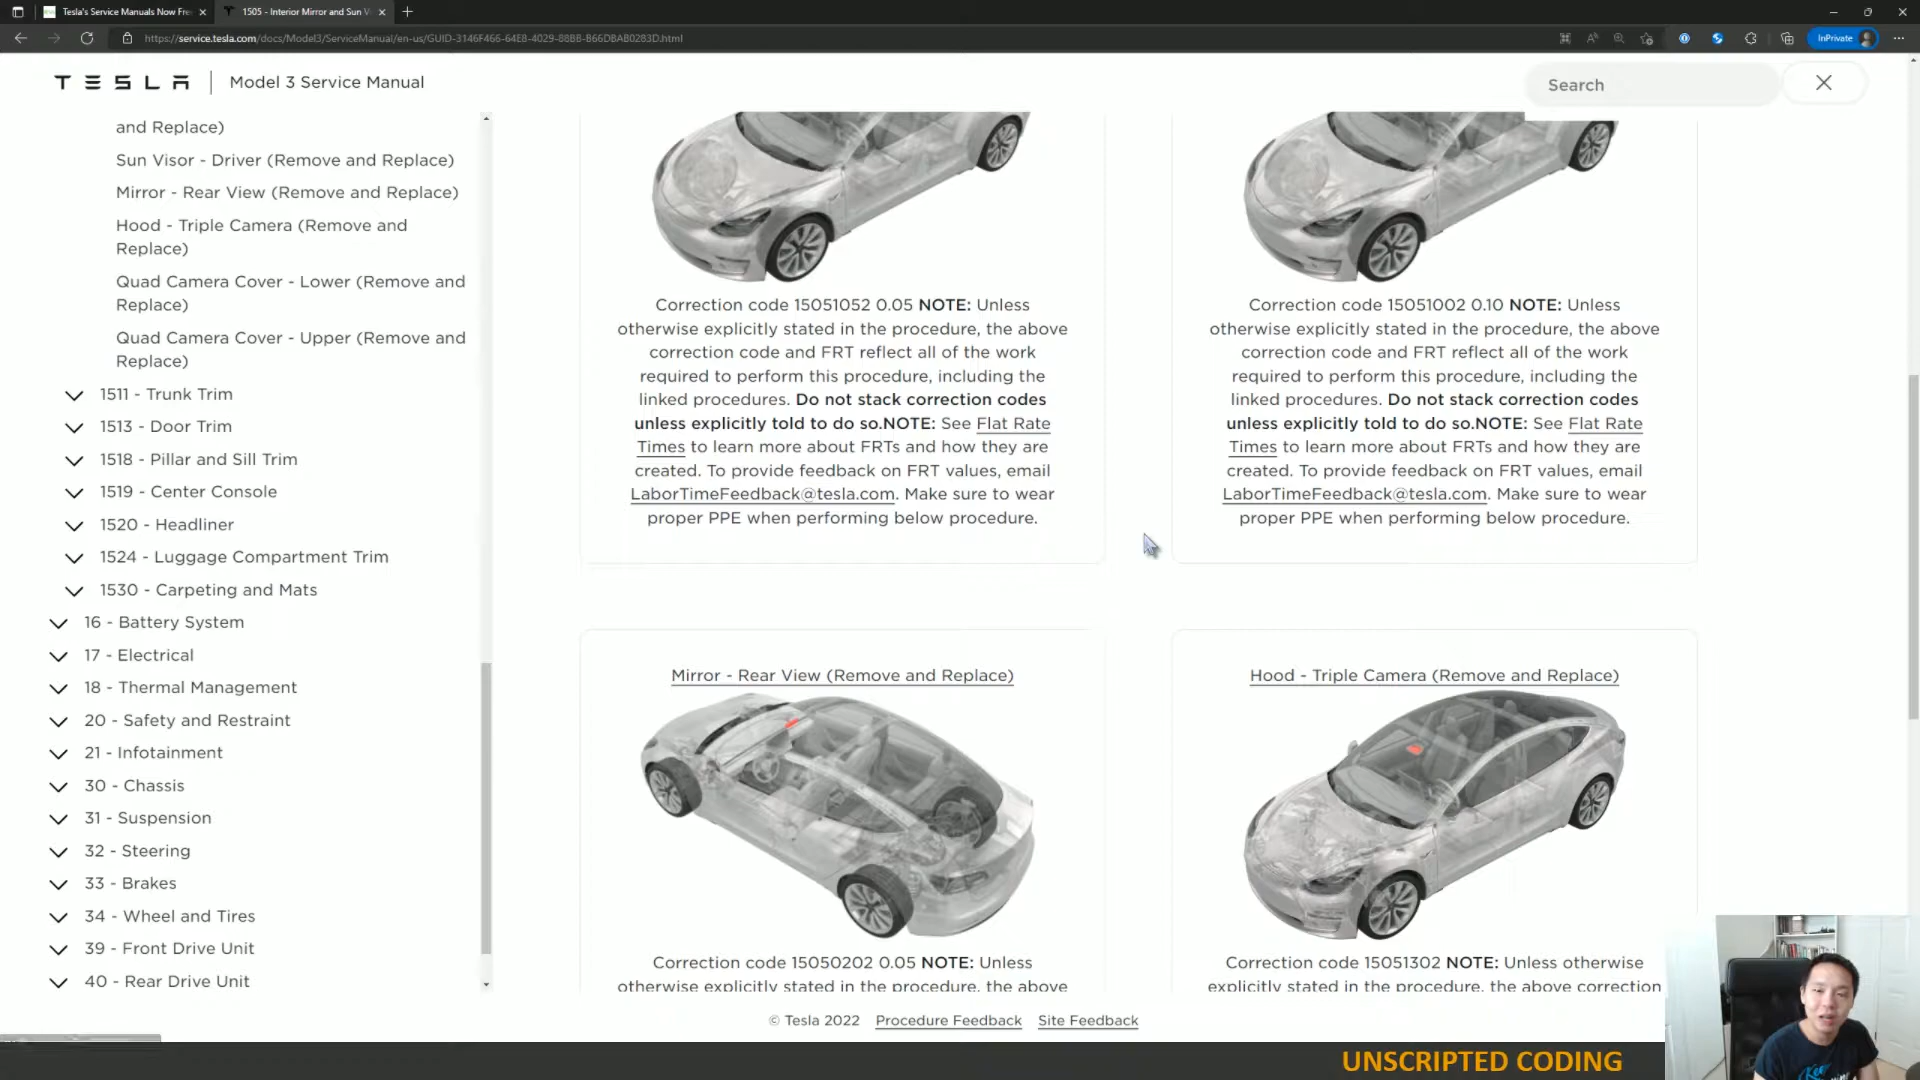 Tesla's Service Manuals Now Fre
1505 - Interior Mirror and Sun V
https://service.tesla.com/docs/Model3/ServiceManual/en-us/GUID-3146F466-64E8-4029-88BB-B66DBAB0283D.html
InPrivate
TESLA
Model 3 Service Manual
Search
and Replace)
Sun Visor - Driver (Remove and Replace)
Mirror - Rear View (Remove and Replace)
Hood - Triple Camera (Remove and
Replace)
Quad Camera Cover - Lower (Remove and
Replace)
Quad Camera Cover - Upper (Remove and
Replace)
1511 - Trunk Trim
1513 - Door Trim
1518 - Pillar and Sill Trim
1519 - Center Console
1520 - Headliner
1524 - Luggage Compartment Trim
1530 - Carpeting and Mats
16 - Battery System
17 - Electrical
18 - Thermal Management
20 - Safety and Restraint
21 - Infotainment
30 - Chassis
31 - Suspension
32 - Steering
33 - Brakes
34 - Wheel and Tires
39 - Front Drive Unit
40 - Rear Drive Unit
Correction code 15051052 0.05 NOTE: Unless
otherwise explicitly stated in the procedure, the above
correction code and FRT reflect all of the work
required to perform this procedure, including the
linked procedures. Do not stack correction codes
unless explicitly told to do so.NOTE: See Flat Rate
Times to learn more about FRTs and how they are
created. To provide feedback on FRT values, email
LaborTimeFeedback@tesla.com. Make sure to wear
proper PPE when performing below procedure.
Correction code 15051002 0.10 NOTE: Unless
otherwise explicitly stated in the procedure, the above
correction code and FRT reflect all of the work
required to perform this procedure, including the
linked procedures. Do not stack correction codes
unless explicitly told to do so.NOTE: See Flat Rate
Times to learn more about FRTs and how they are
created. To provide feedback on FRT values, email
LaborTimeFeedback@tesla.com. Make sure to wear
proper PPE when performing below procedure.
Mirror - Rear View (Remove and Replace)
Correction code 15050202 0.05 NOTE: Unless
otherwise explicitly stated in the procedure, the above
Hood - Triple Camera (Remove and Replace)
Correction code 15051302 NOTE: Unless otherwise
explicitly stated in the procedure, the above correction
© Tesla 2022
Procedure Feedback
Site Feedback
UNSCRIPTED CODING